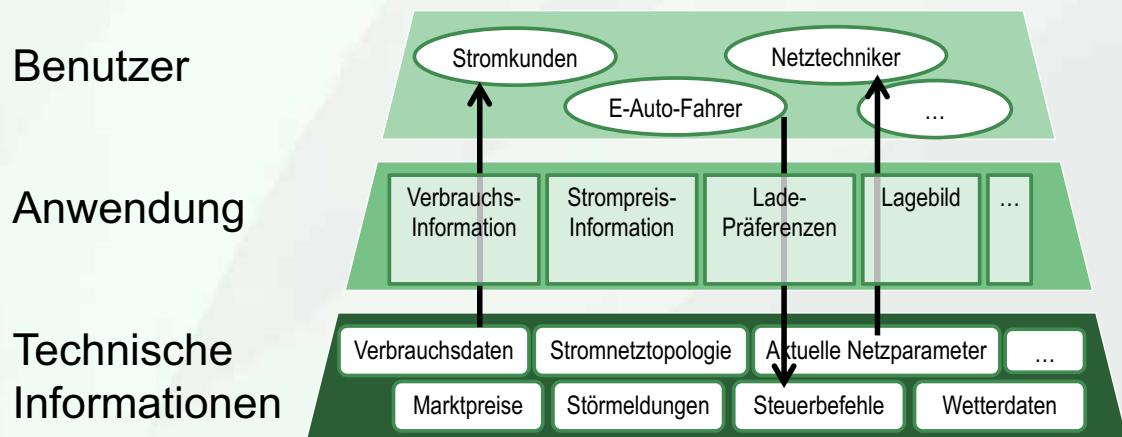 Benutzer
Stromkunden
Netztechniker
E-Auto-Fahrer
…
Anwendung
Verbrauchs-
Information
Strompreis-
Information
Lade-
Präferenzen
Lagebild
…
Technische
Informationen
Verbrauchsdaten
Stromnetztopologie
Aktuelle Netzparameter
…
Marktpreise
Störmeldungen
Steuerbefehle
Wetterdaten